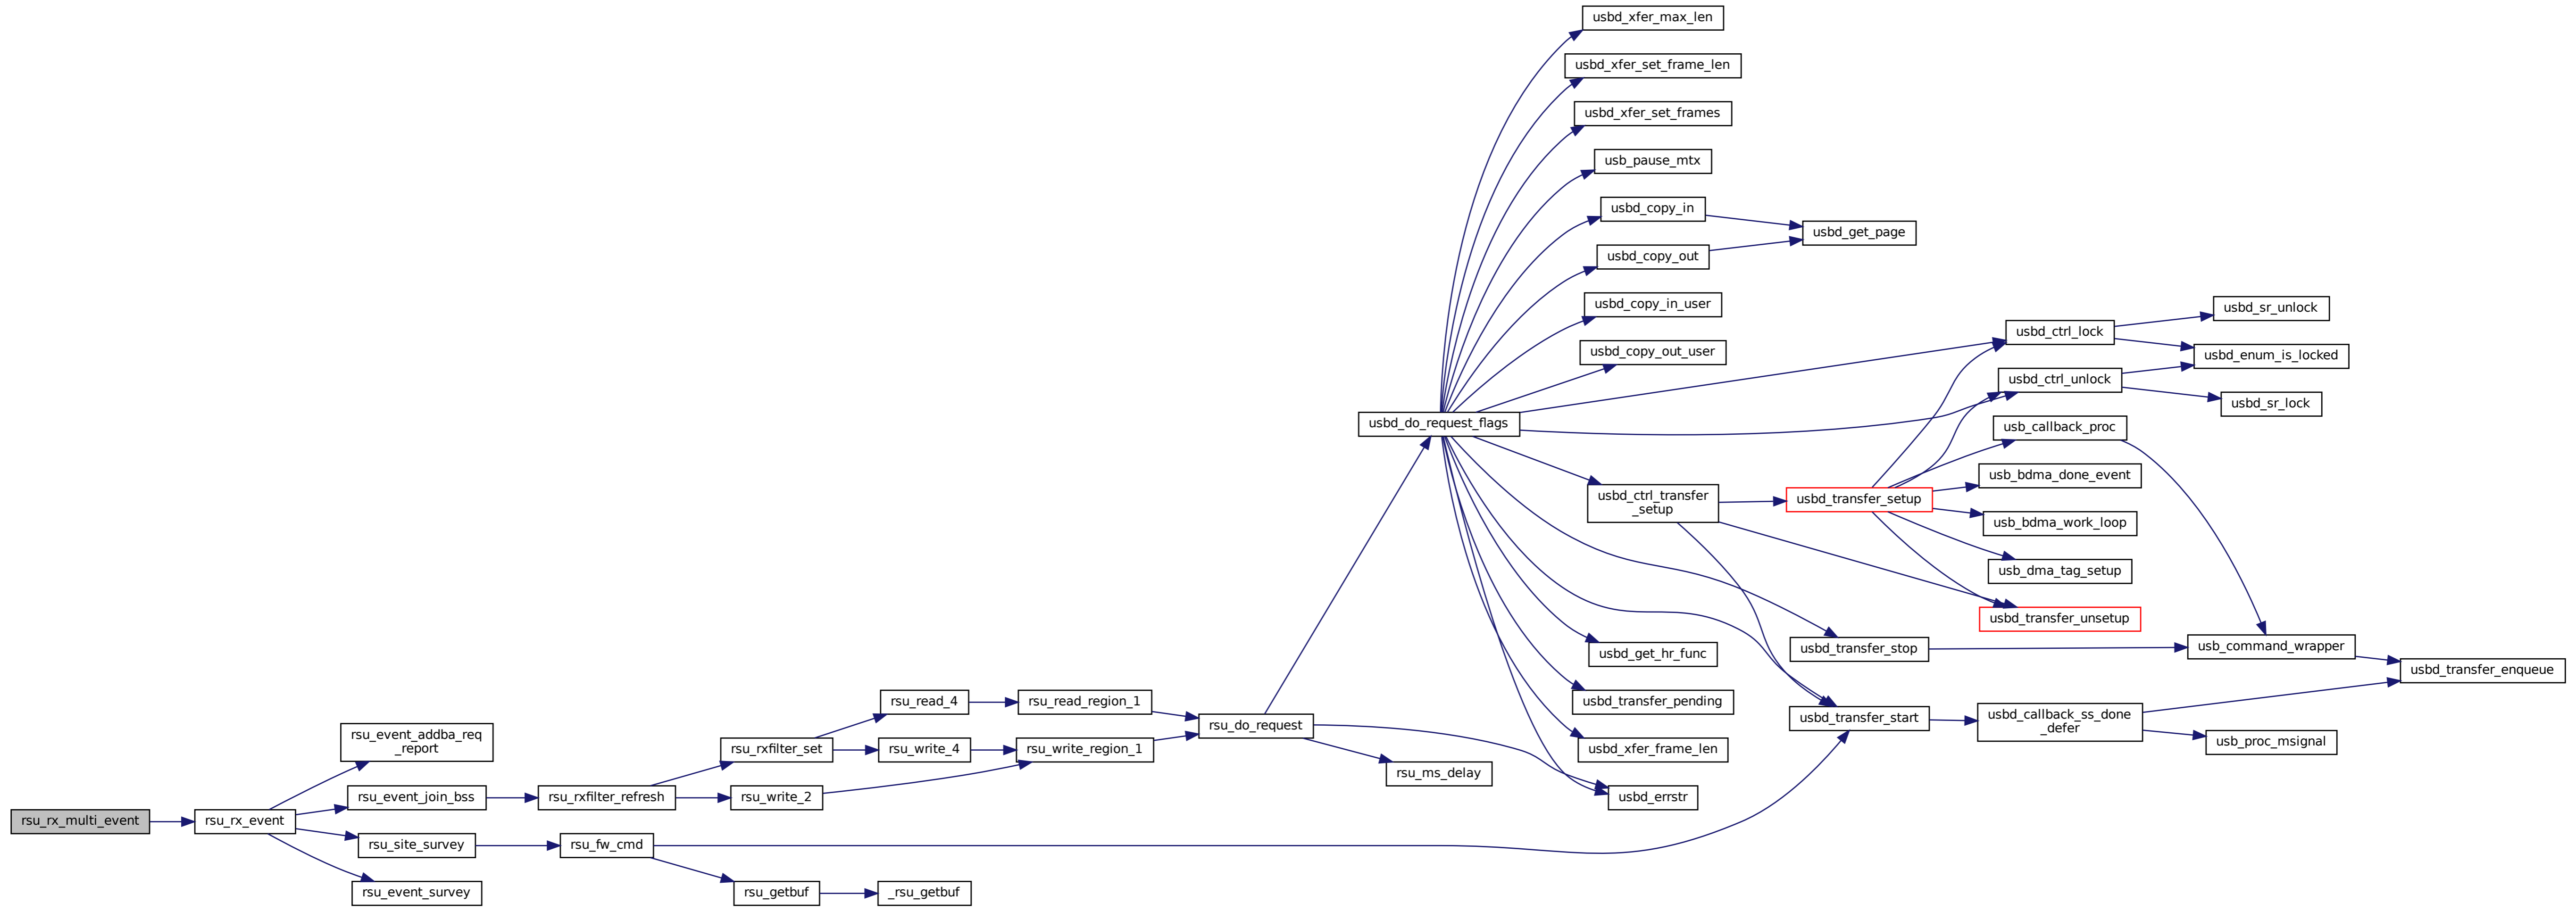 usbd_xfer_max_len
usbd_xfer_set_frame_len
usbd_xfer_set_frames
usb_pause_mtx
usbd_copy_in
usbd_get_page
usbd_copy_out
usbd_copy_in_user
usbd_sr_unlock
usbd_ctrl_lock
usbd_copy_out_user
usbd_enum_is_locked
usbd_ctrl_unlock
usbd_sr_lock
usbd_do_request_flags
usb_callback_proc
usb_bdma_done_event
usbd_ctrl_transfer
_setup
usbd_transfer_setup
usb_bdma_work_loop
usb_dma_tag_setup
usbd_transfer_unsetup
usbd_get_hr_func
usbd_transfer_stop
usb_command_wrapper
usbd_transfer_enqueue
rsu_read_4
rsu_read_region_1
usbd_transfer_pending
rsu_do_request
usbd_transfer_start
usbd_callback_ss_done
_defer
rsu_event_addba_req
_report
rsu_rxfilter_set
rsu_write_4
rsu_write_region_1
usbd_xfer_frame_len
usb_proc_msignal
rsu_ms_delay
rsu_event_join_bss
rsu_rxfilter_refresh
rsu_write_2
usbd_errstr
rsu_rx_multi_event
rsu_rx_event
rsu_site_survey
rsu_fw_cmd
rsu_event_survey
rsu_getbuf
_rsu_getbuf